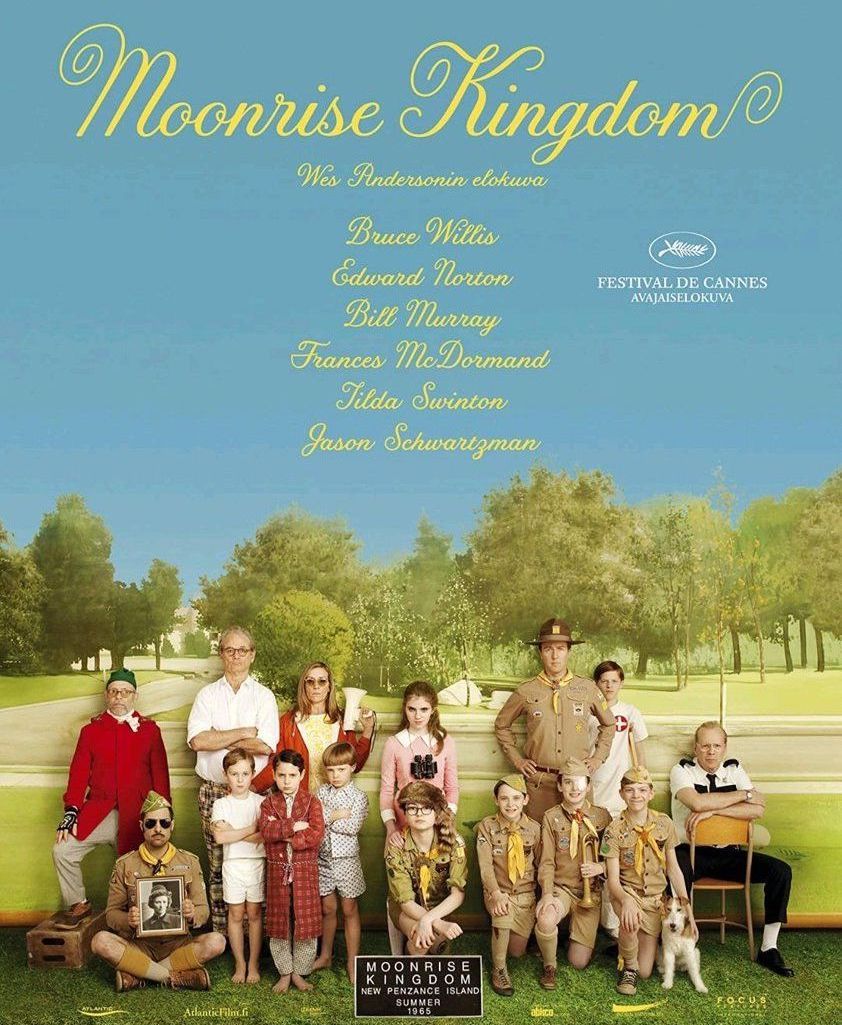 Moonrise Kingdom
Wes Andersonin elokuva
Bruce Willis
Edward Norton
Bill Murray
Frances McDormand
Tilda Swinton
Jason Schwartzman
FESTIVAL DE CANNES
AVAJAISELOKUVA
MOONRISE
KINGDOM
NEW PENZANCE ISLAND
SUMMER
1965
ATLANTIC
AtlanticFilm.fi
FOCUS